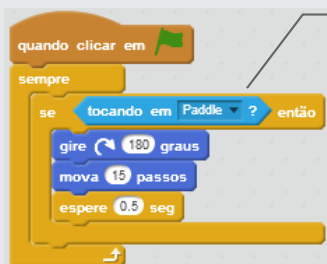 quando clicar em
sempre
se tocando em Paddle ? então
gire 180 graus
mova 15 passos
espere 0.5 seg